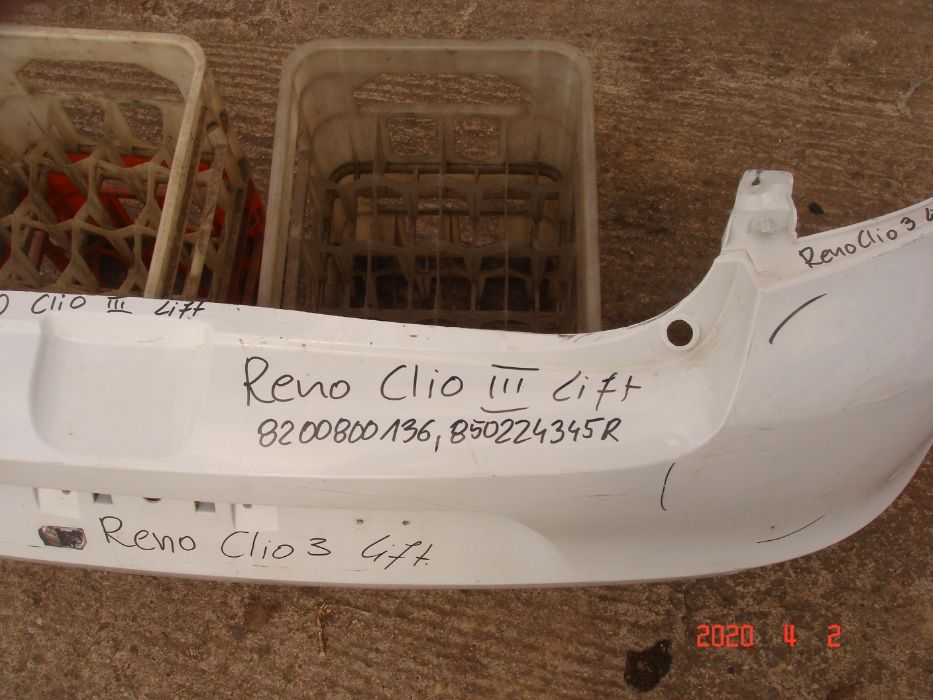 Reno Clio 3
Clio III Lift
Reno Clio III Lift
8200800136, 850224345R
Reno Clio 3 Lift.
2020 4 2